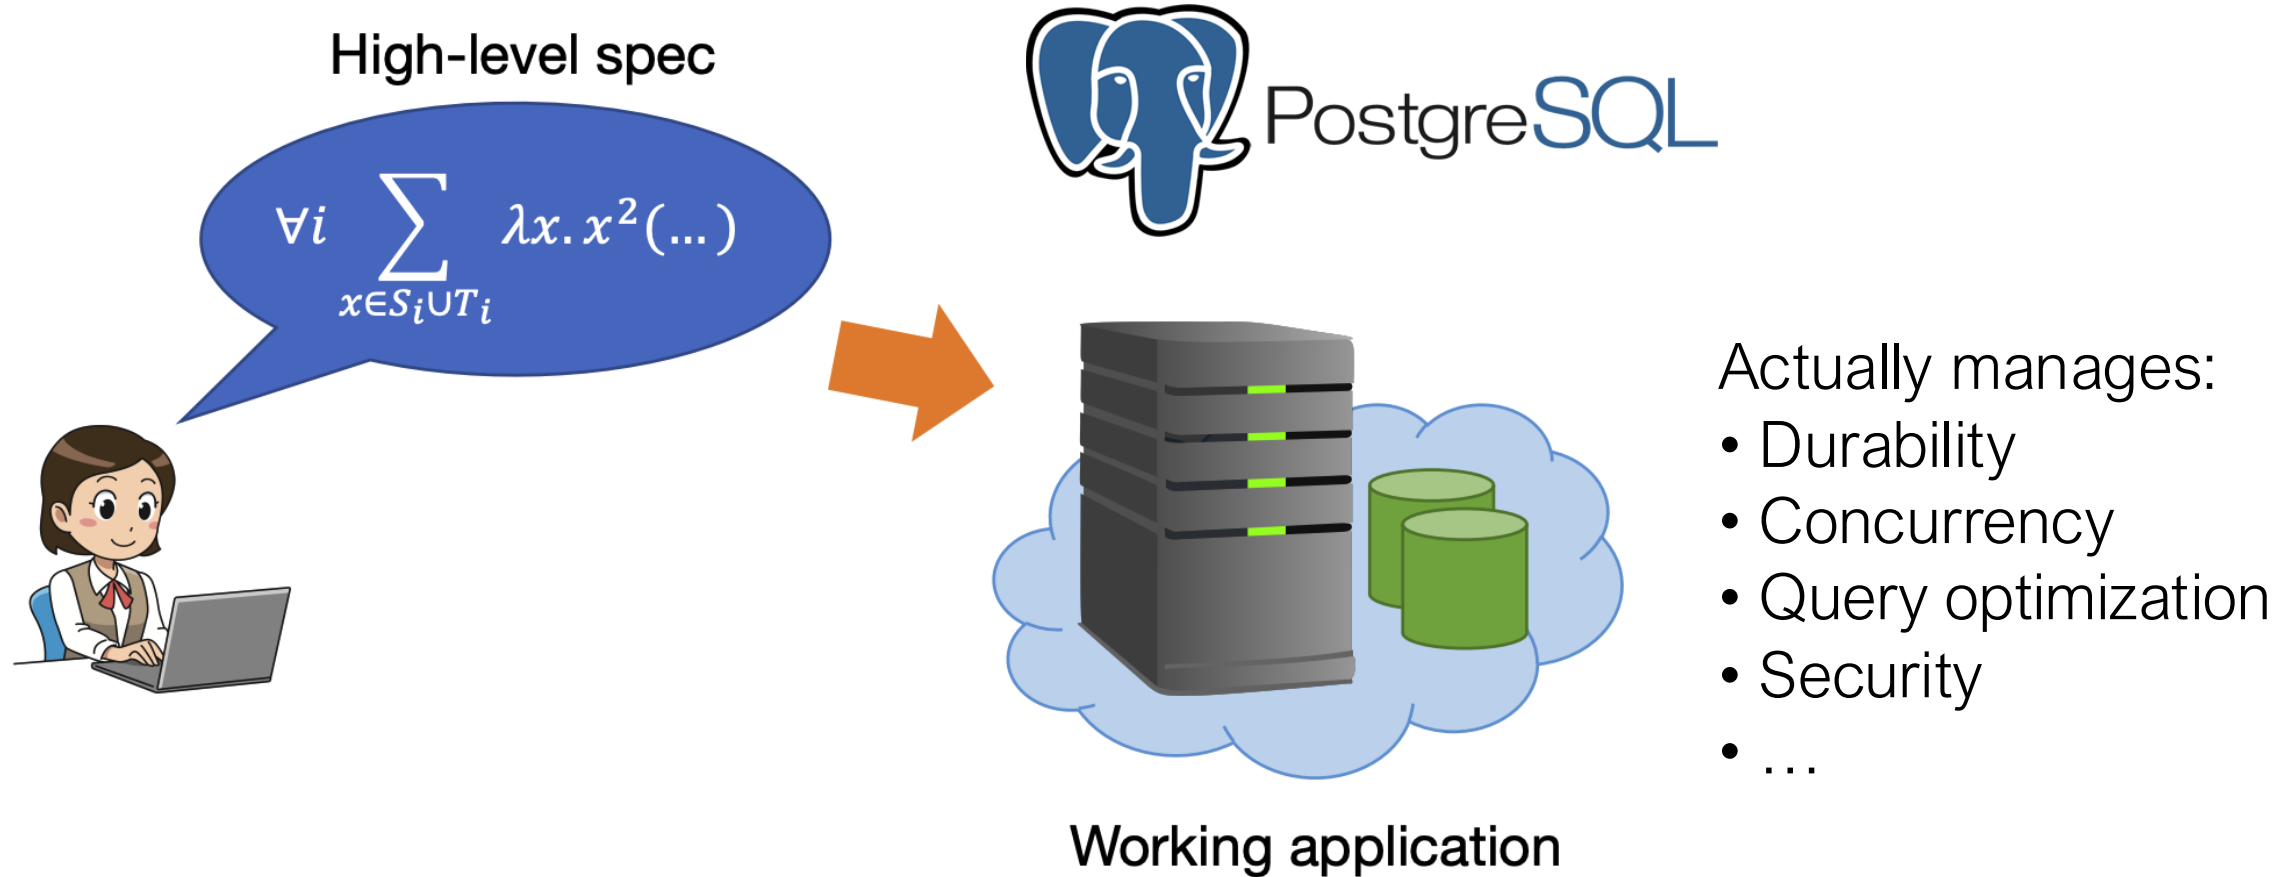 High-level spec
∀i ∑ λx. x²(…)
x∈Sᵢ∪Tᵢ
PostgreSQL
Actually manages:
• Durability
• Concurrency
• Query optimization
• Security
• …
Working application